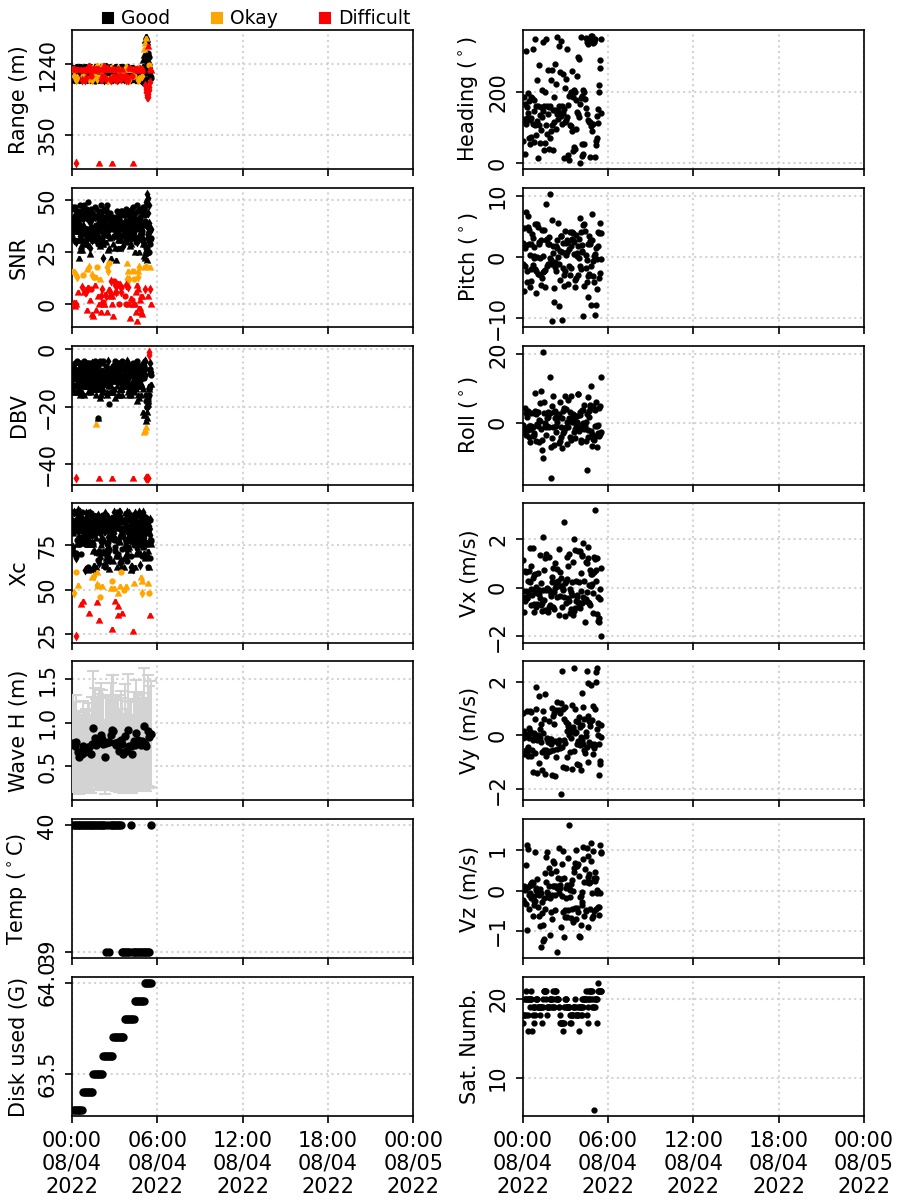 Good Okay Difficult
Range (m)
1240
350
Heading (°)
200
0
SNR
50
25
0
Pitch (°)
10
0
−10
DBV
0
−20
−40
Roll (°)
20
0
Xc
75
50
25
Vx (m/s)
2
0
−2
Wave H (m)
1.5
1.0
0.5
Vy (m/s)
2
0
−2
Temp (°C)
40
39
Vz (m/s)
1
0
−1
Disk used (G)
64.0
63.5
Sat. Numb.
20
10
00:00 06:00 12:00 18:00 00:00
08/04 08/04 08/04 08/04 08/05
2022 2022 2022 2022 2022
00:00 06:00 12:00 18:00 00:00
08/04 08/04 08/04 08/04 08/05
2022 2022 2022 2022 2022